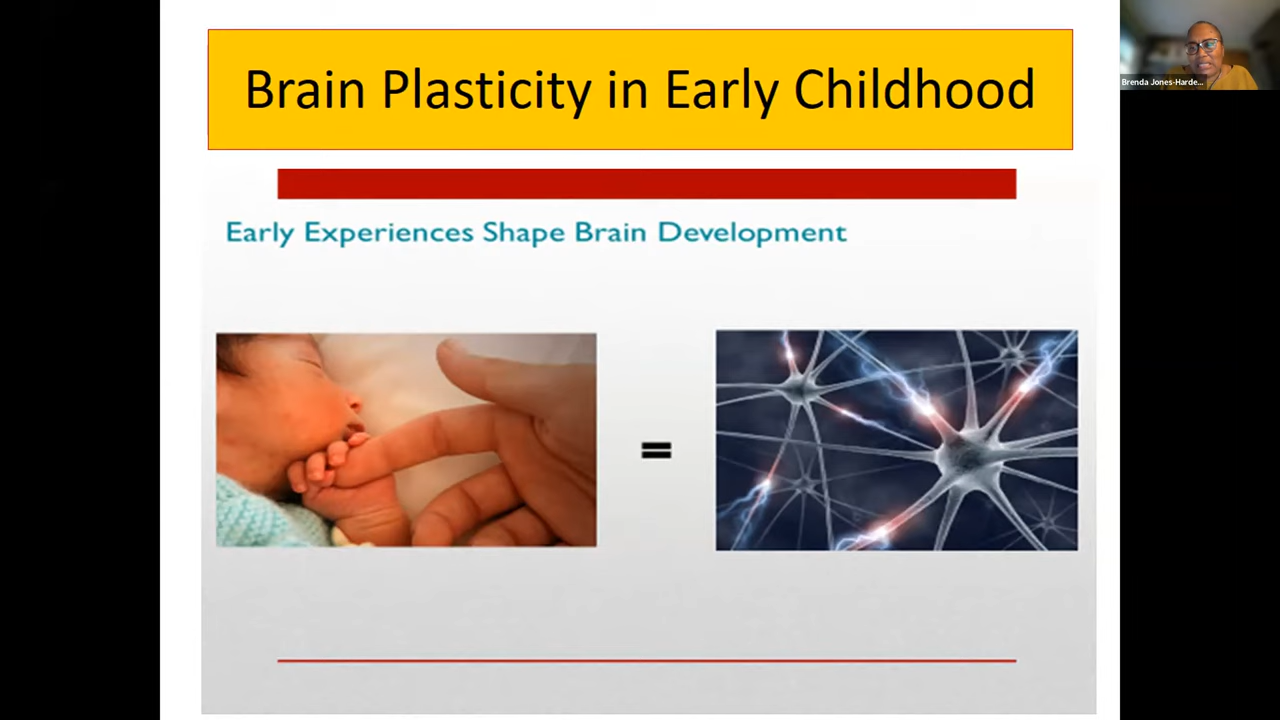 Brain Plasticity in Early Childhood
Brenda Jones-Harde...
Early Experiences Shape Brain Development
=